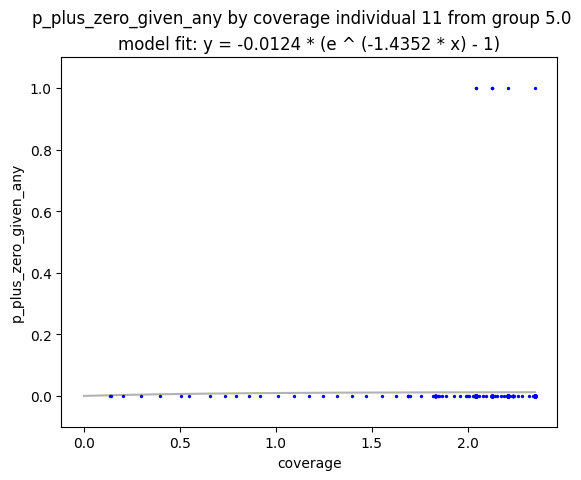 p_plus_zero_given_any by coverage individual 11 from group 5.0
model fit: y = -0.0124 * (e ^ (-1.4352 * x) - 1)
1.0
0.8
0.6
0.4
0.2
0.0
p_plus_zero_given_any
0.0 0.5 1.0 1.5 2.0
coverage